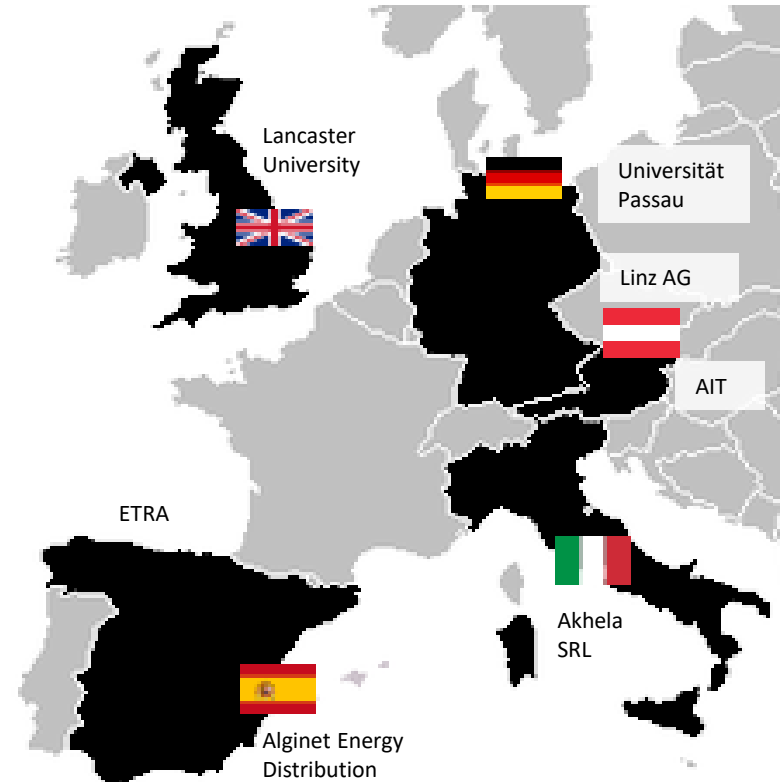 Lancaster
University
Universität
Passau
Linz AG
AIT
ETRA
Akhela
SRL
Alginet Energy
Distribution